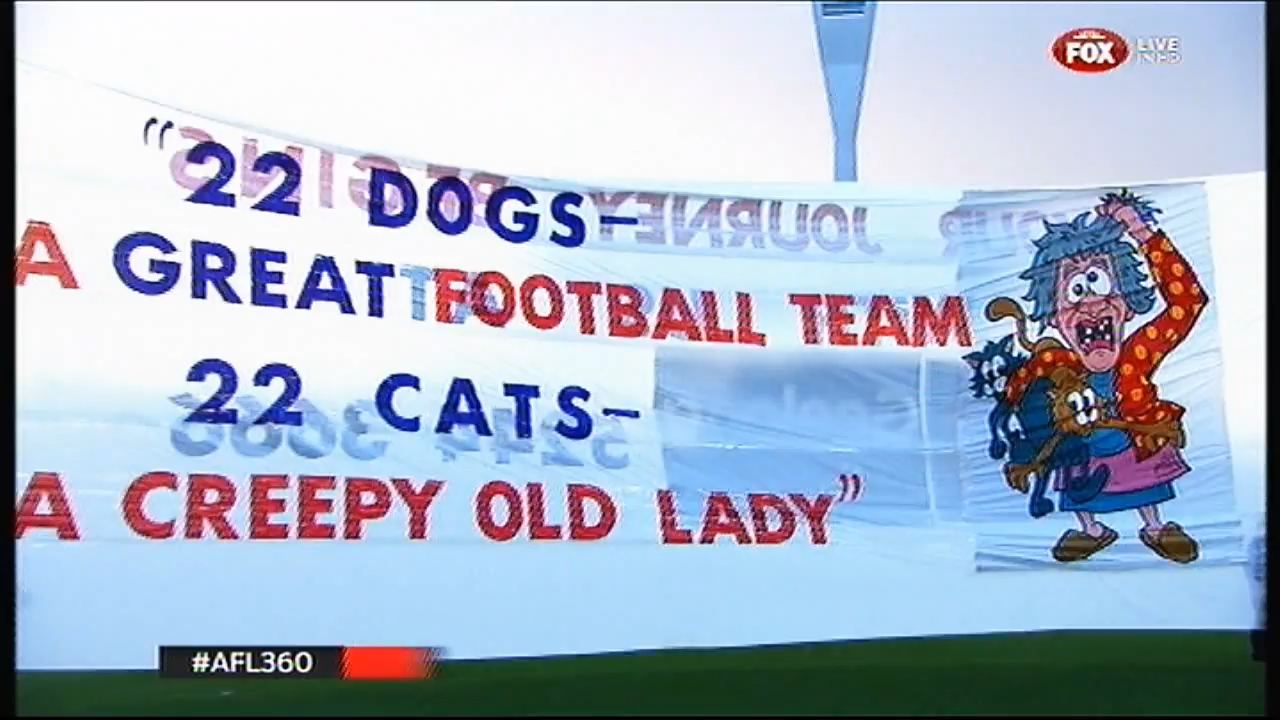 FOX LIVE
"22 DOGS-
A GREAT FOOTBALL TEAM
22 CATS-
A CREEPY OLD LADY"
#AFL360